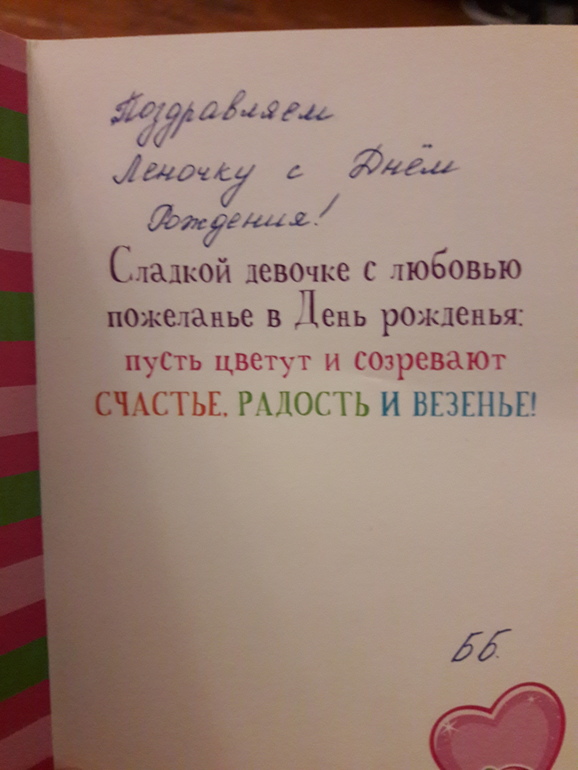 Поздравляем
Леночку с Днём
Рождения!
Сладкой девочке с любовью
пожеланье в День рожденья:
пусть цветут и созревают
СЧАСТЬЕ, РАДОСТЬ И ВЕЗЕНЬЕ!
ББ.